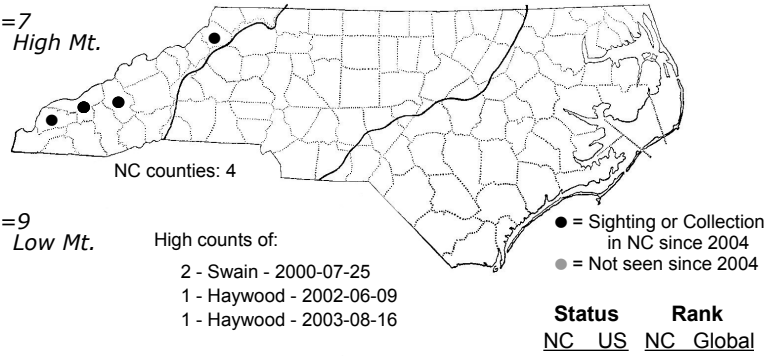 =7
High Mt.
NC counties: 4
=9
Low Mt.
High counts of:
2 - Swain - 2000-07-25
1 - Haywood - 2002-06-09
1 - Haywood - 2003-08-16
● = Sighting or Collection
in NC since 2004
● = Not seen since 2004
Status Rank
NC US NC Global